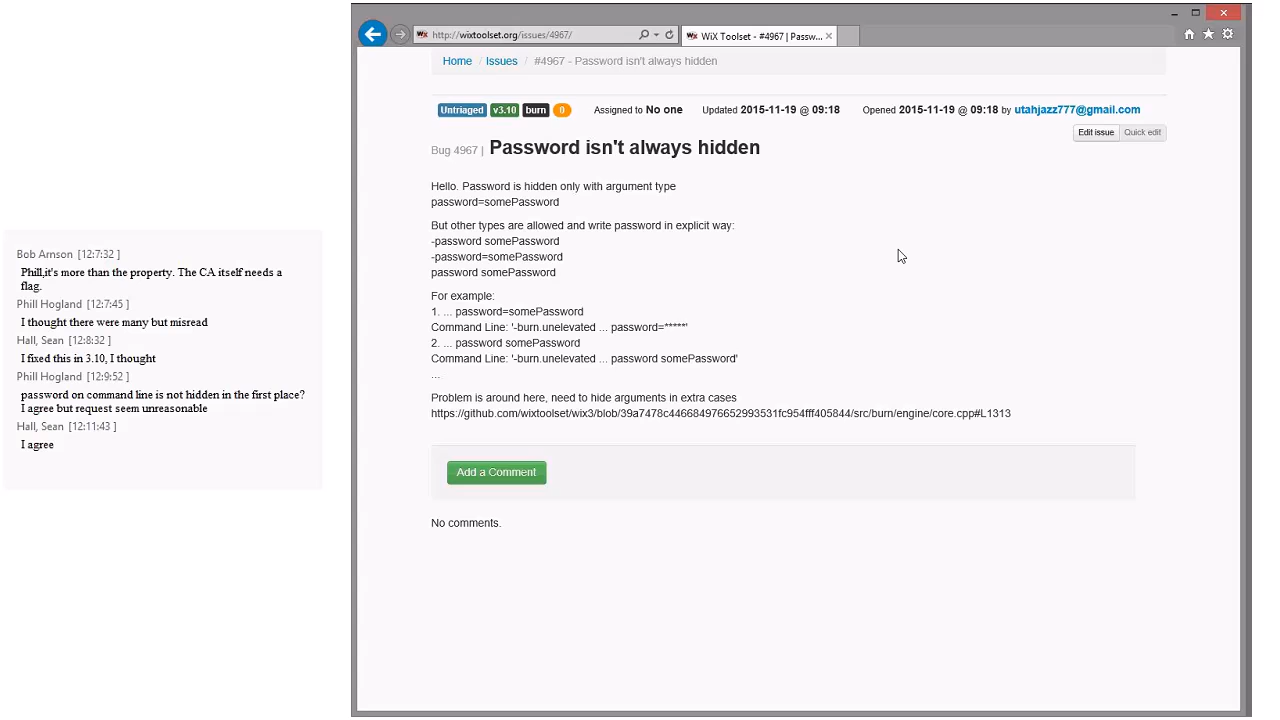 Bob Arnson [12:7:32 ]
Phill,it's more than the property. The CA itself needs a
flag.
Phill Hogland [12:7:45 ]
I thought there were many but misread
Hall, Sean [12:8:32 ]
I fixed this in 3.10, I thought
Phill Hogland [12:9:52 ]
password on command line is not hidden in the first place?
I agree but request seem unreasonable
Hall, Sean [12:11:43 ]
I agree
http://wixtoolset.org/issues/4967/
WiX Toolset - #4967 | Passw...
Home / Issues / #4967 - Password isn't always hidden
Untriaged v3.10 burn 0 Assigned to No one Updated 2015-11-19 @ 09:18 Opened 2015-11-19 @ 09:18 by utahjazz777@gmail.com
Edit issue Quick edit
Bug 4967 | Password isn't always hidden
Hello. Password is hidden only with argument type
password=somePassword
But other types are allowed and write password in explicit way:
-password somePassword
-password=somePassword
password somePassword
For example:
1. ... password=somePassword
Command Line: '-burn.unelevated ... password=*****'
2. ... password somePassword
Command Line: '-burn.unelevated ... password somePassword'
...
Problem is around here, need to hide arguments in extra cases
https://github.com/wixtoolset/wix3/blob/39a7478c446684976652993531fc954fff405844/src/burn/engine/core.cpp#L1313
Add a Comment
No comments.